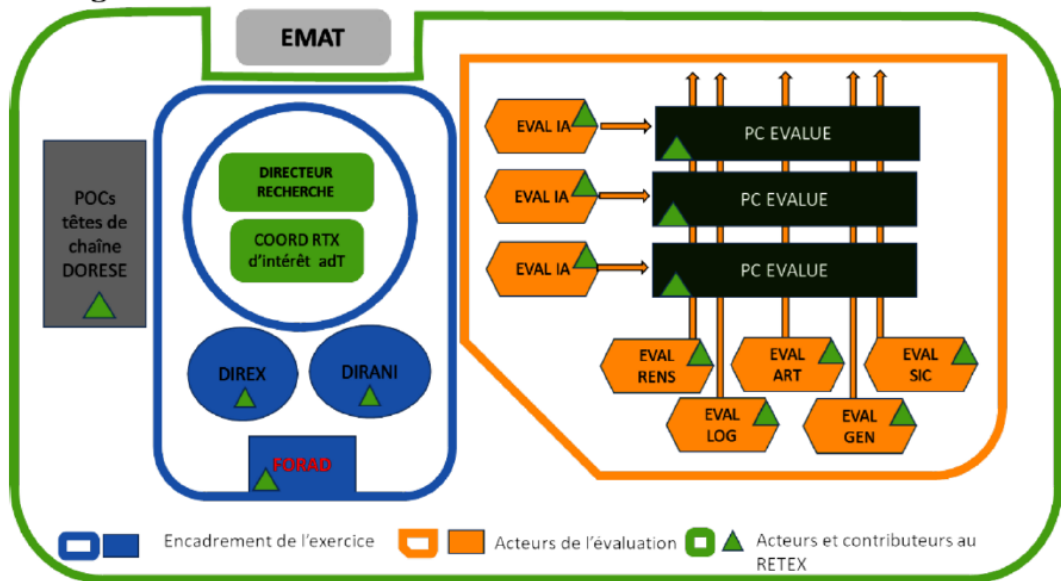 EMAT
POCs
têtes de
chaîne
DORESE
DIRECTEUR
RECHERCHE
COORD RTX
d'intérêt adT
DIREX
DIRANI
FORAD
EVAL IA
PC EVALUE
EVAL IA
PC EVALUE
EVAL IA
PC EVALUE
EVAL
RENS
EVAL
ART
EVAL
SIC
EVAL
LOG
EVAL
GEN
Encadrement de l'exercice
Acteurs de l'évaluation
Acteurs et contributeurs au
RETEX